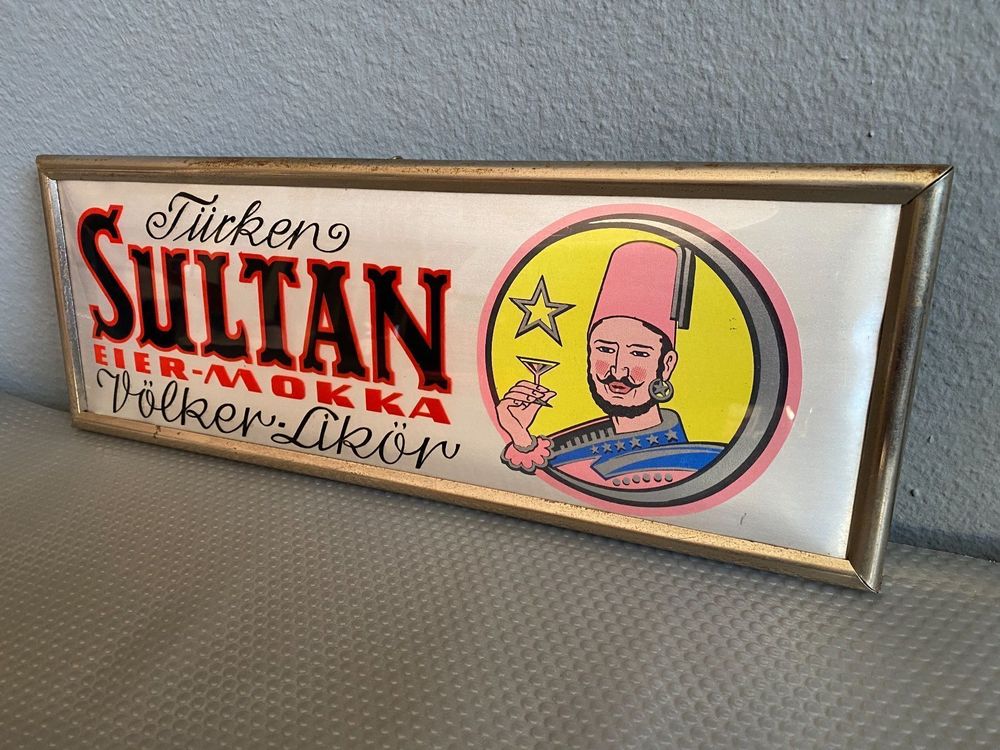 Türken
SULTAN
EIER-MOKKA
Völker-Likör